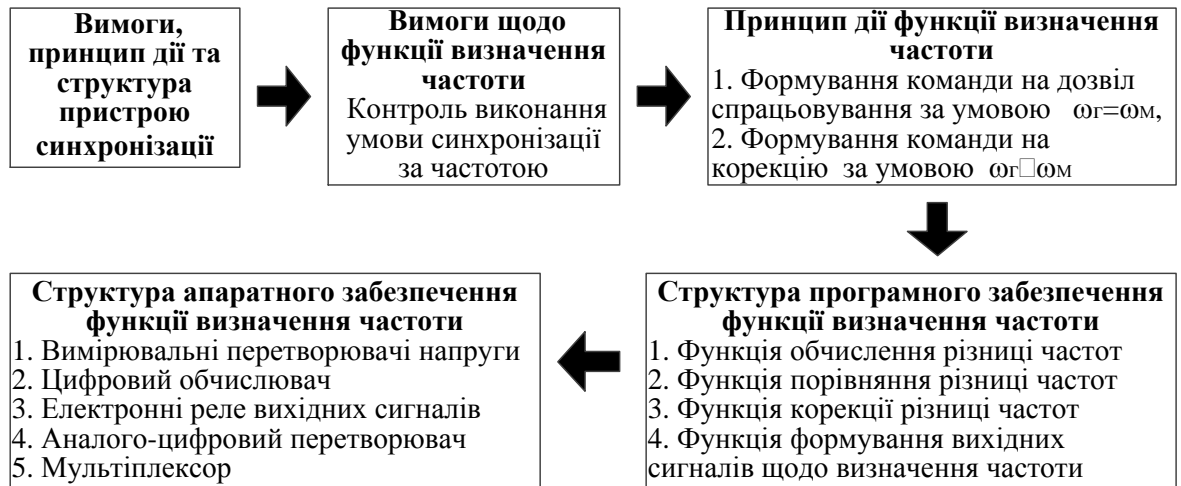 Вимоги,
принцип дії та
структура
пристрою
синхронізації
Вимоги щодо
функції визначення
частоти
Контроль виконання
умови синхронізації
за частотою
Принцип дії функції визначення
частоти
1. Формування команди на дозвіл
спрацьовування за умовою ωг=ωм,
2. Формування команди на
корекцію за умовою ωг□ωм
Структура програмного забезпечення
функції визначення частоти
1. Функція обчислення різниці частот
2. Функція порівняння різниці частот
3. Функція корекції різниці частот
4. Функція формування вихідних
сигналів щодо визначення частоти
Структура апаратного забезпечення
функції визначення частоти
1. Вимірювальні перетворювачі напруги
2. Цифровий обчислювач
3. Електронні реле вихідних сигналів
4. Аналого-цифровий перетворювач
5. Мультіплексор